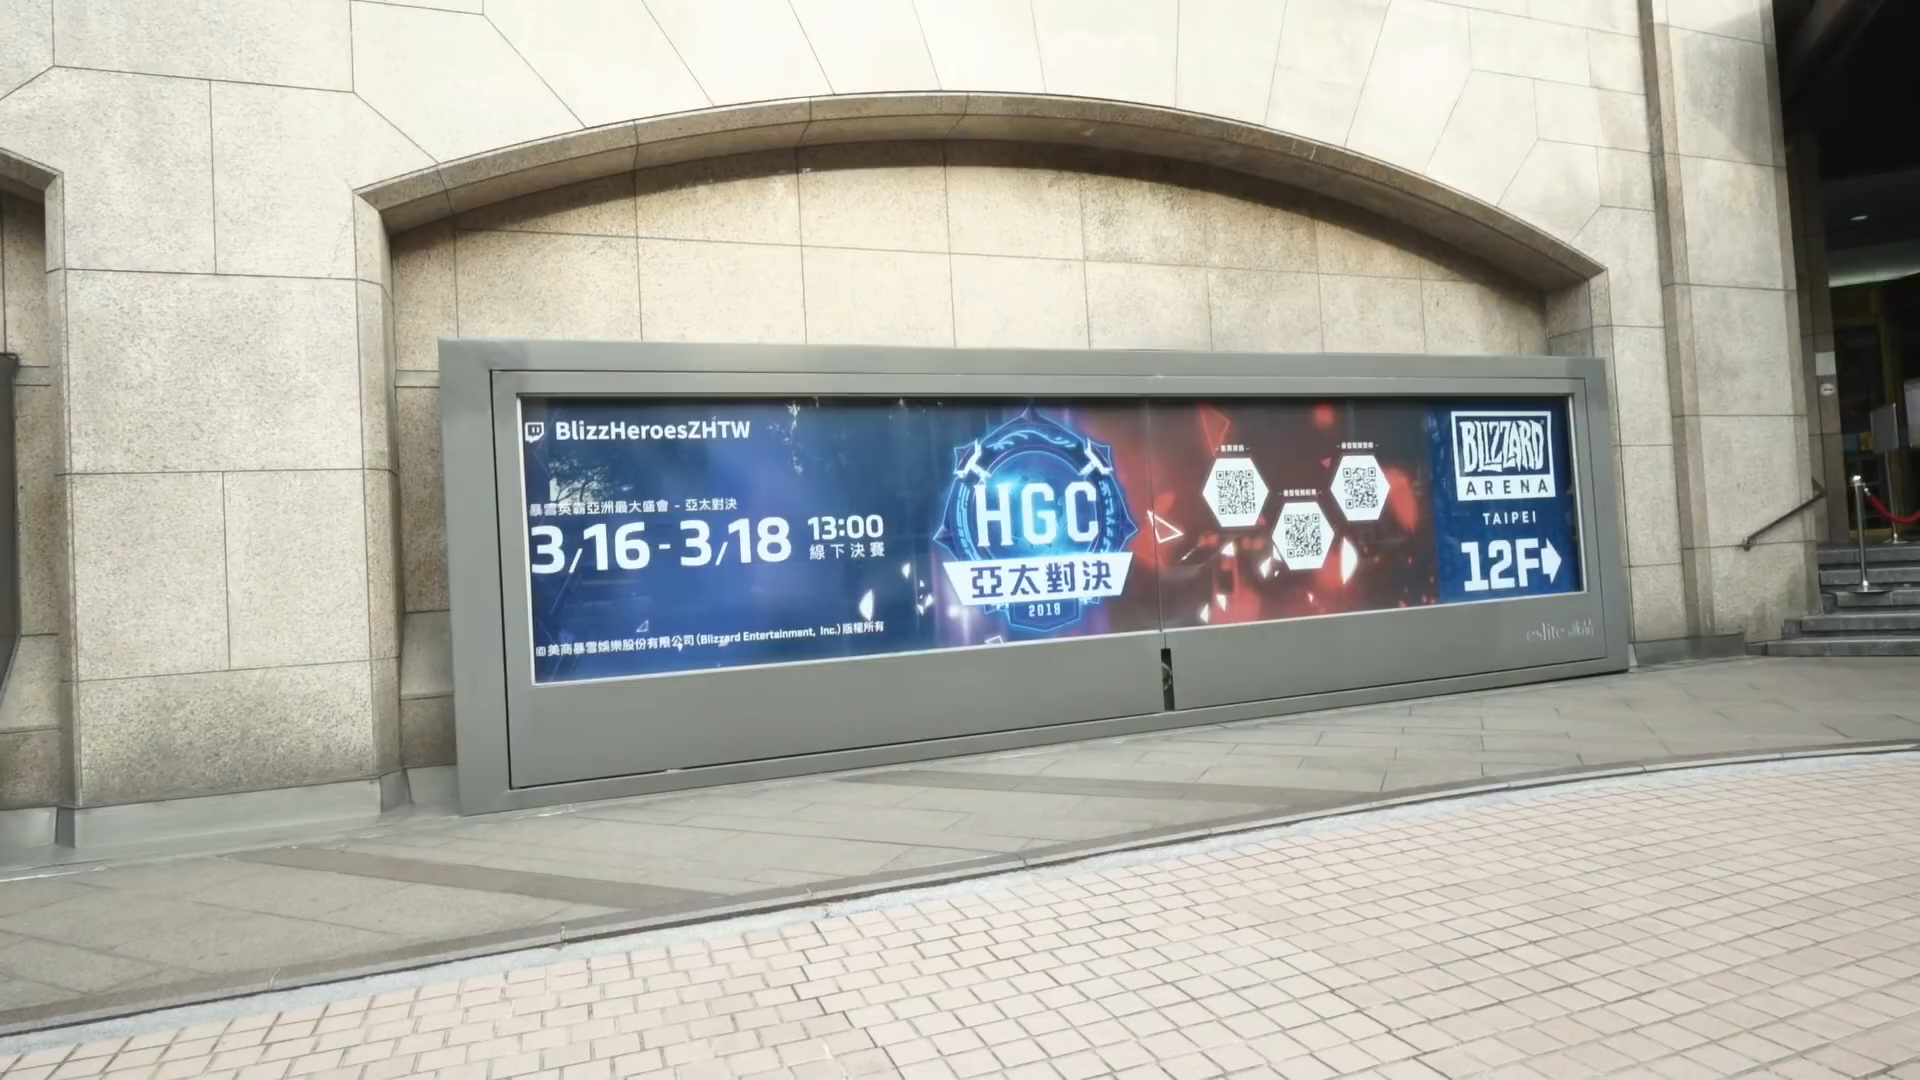 BlizzHeroesZHTW
暴雪英霸亞洲最大盛會 - 亞太對決
3/16 - 3/18 13:00
線下決賽
©美商暴雪娛樂股份有限公司 (Blizzard Entertainment, Inc.) 版權所有
HGC
亞太對決
2018
BLIZZARD
ARENA
TAIPEI
12F
eslite